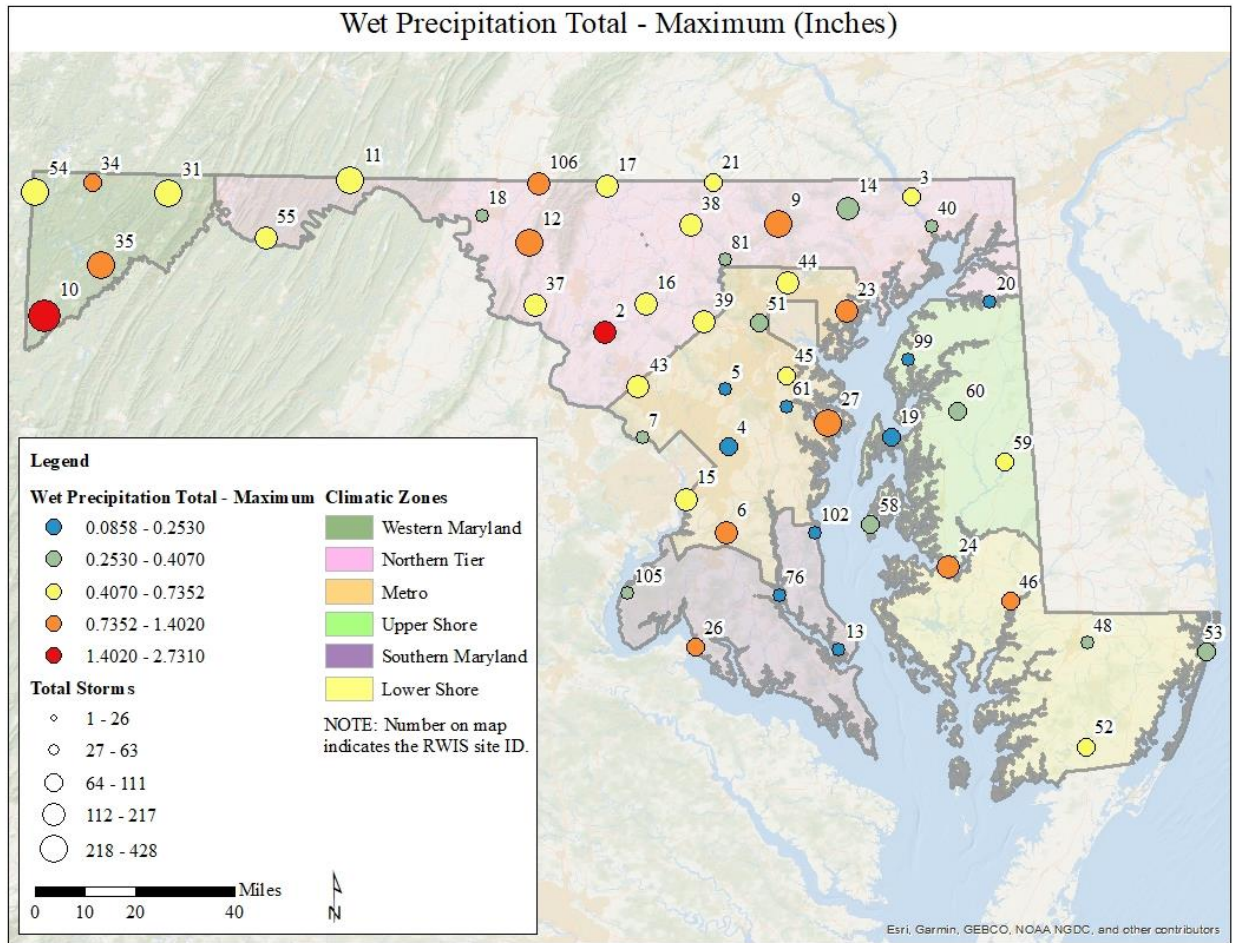 Wet Precipitation Total - Maximum (Inches)
54
34
31
11
106
17
21
3
18
12
38
9
14
40
55
35
81
10
37
16
2
39
44
51
23
20
43
5
45
61
99
7
4
27
19
60
59
15
6
102
58
105
76
24
46
26
13
48
53
52
Legend
Wet Precipitation Total - Maximum
0.0858 - 0.2530
0.2530 - 0.4070
0.4070 - 0.7352
0.7352 - 1.4020
1.4020 - 2.7310
Total Storms
1 - 26
27 - 63
64 - 111
112 - 217
218 - 428
Climatic Zones
Western Maryland
Northern Tier
Metro
Upper Shore
Southern Maryland
Lower Shore
NOTE: Number on map
indicates the RWIS site ID.
Miles
0 10 20 40
N
Esri, Garmin, GEBCO, NOAA NGDC, and other contributors